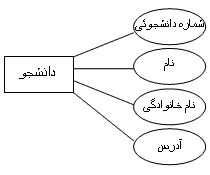 شماره دانشجوئی
نام
دانشجو
نام خانوادگی
آدرس